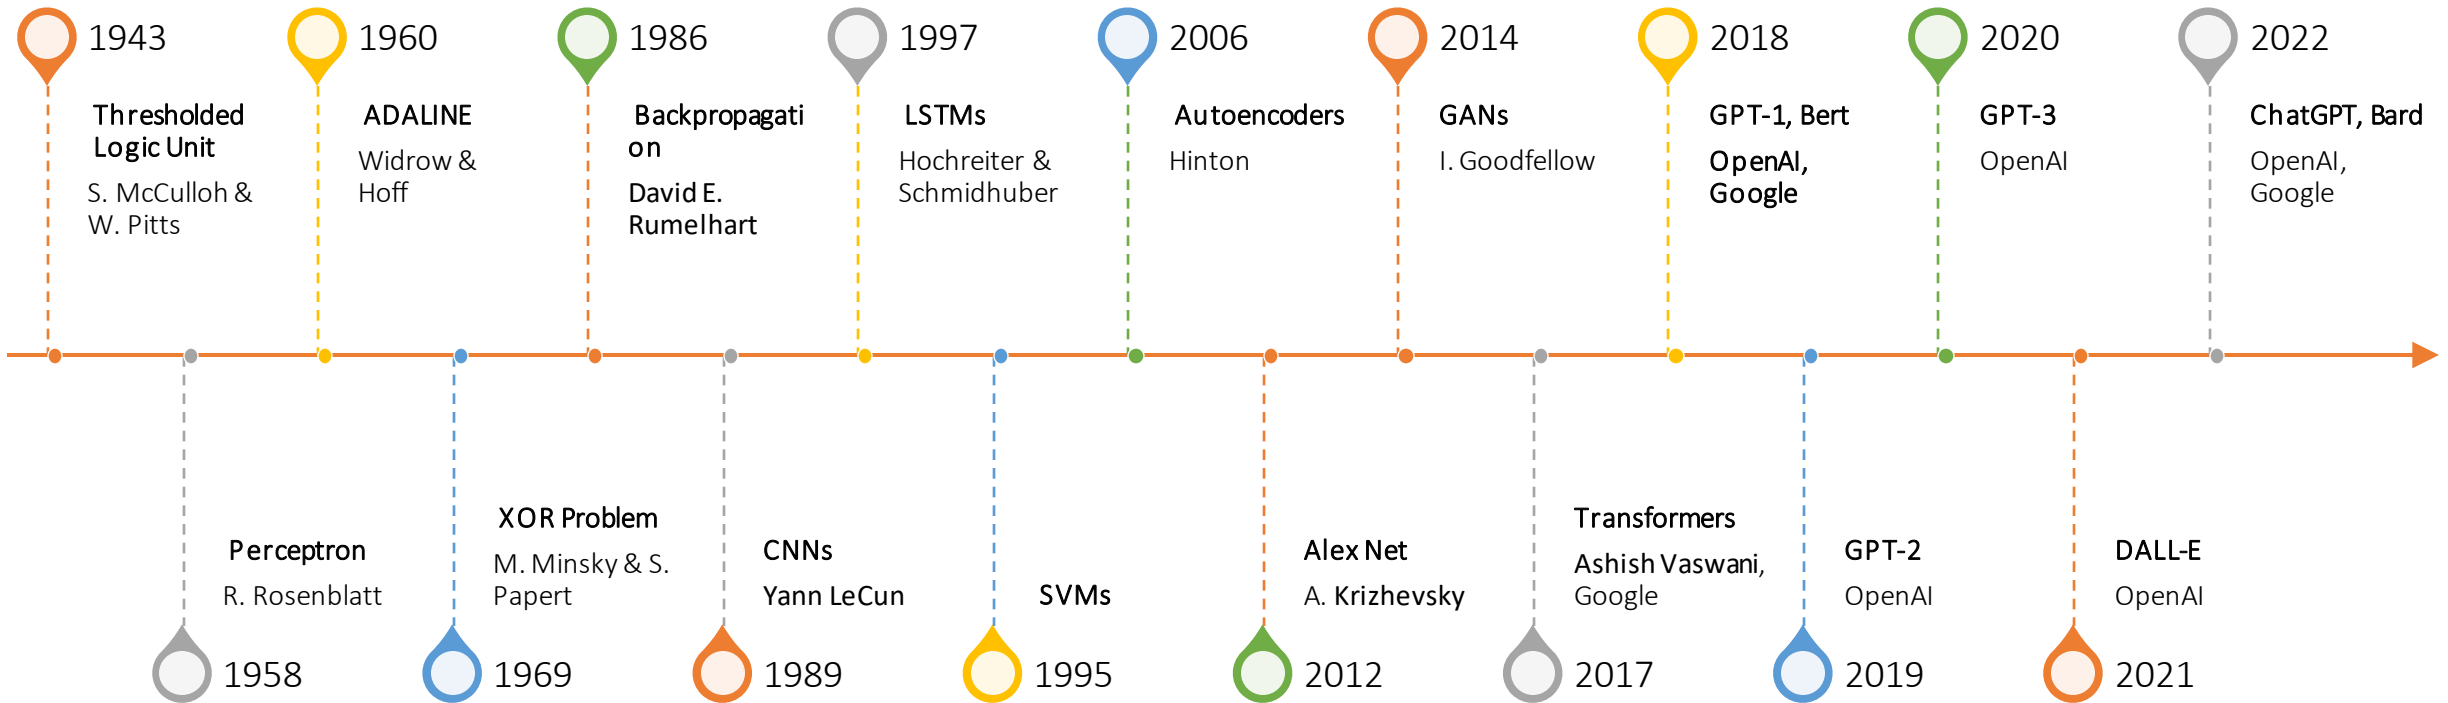 1943
Thresholded
Logic Unit
S. McCulloh &
W. Pitts
1960
ADALINE
Widrow &
Hoff
1986
Backpropagati
on
David E.
Rumelhart
1997
LSTMs
Hochreiter &
Schmidhuber
2006
Autoencoders
Hinton
2014
GANs
I. Goodfellow
2018
GPT-1, Bert
OpenAI,
Google
2020
GPT-3
OpenAI
2022
ChatGPT, Bard
OpenAI,
Google
Perceptron
R. Rosenblatt
1958
XOR Problem
M. Minsky & S.
Papert
1969
CNNs
Yann LeCun
1989
SVMs
1995
Alex Net
A. Krizhevsky
2012
Transformers
Ashish Vaswani,
Google
2017
GPT-2
OpenAI
2019
DALL-E
OpenAI
2021